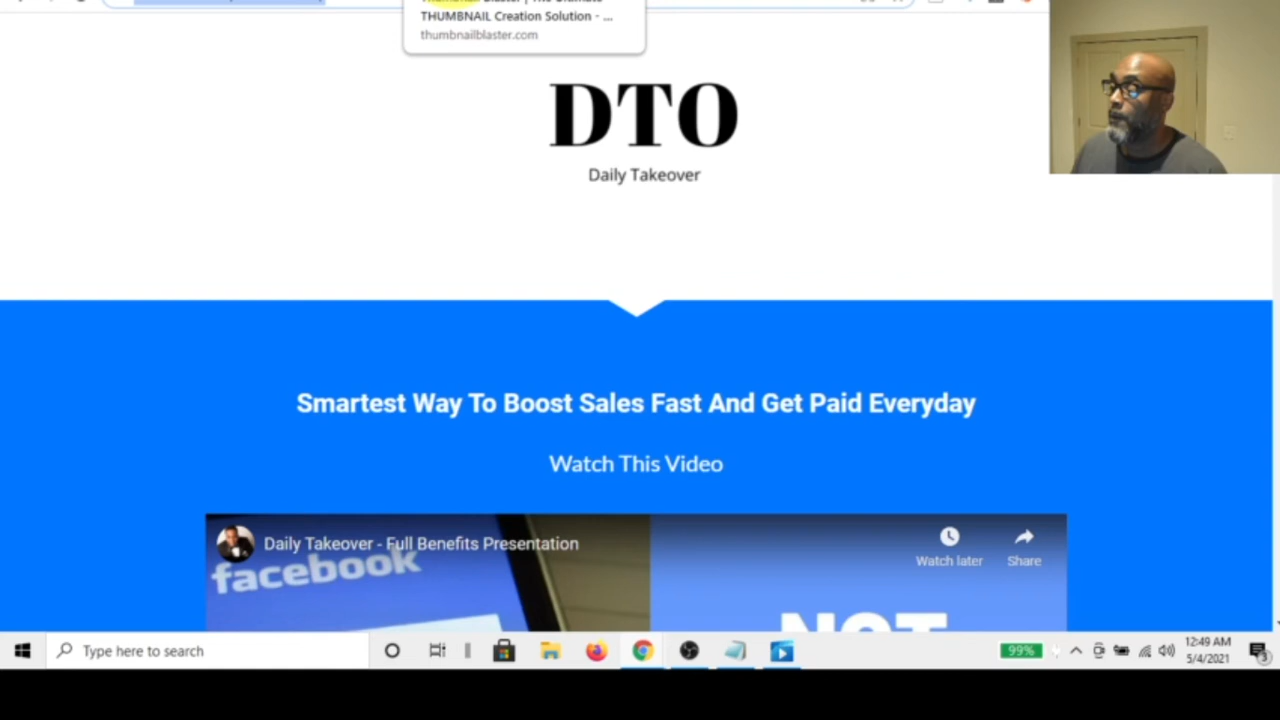 THUMBNAIL Creation Solution - ...
thumbnailblaster.com
DTO
Daily Takeover
Smartest Way To Boost Sales Fast And Get Paid Everyday
Watch This Video
Daily Takeover - Full Benefits Presentation
Watch later
Share
facebook
NOT
Type here to search
99%
12:49 AM
5/4/2021
3